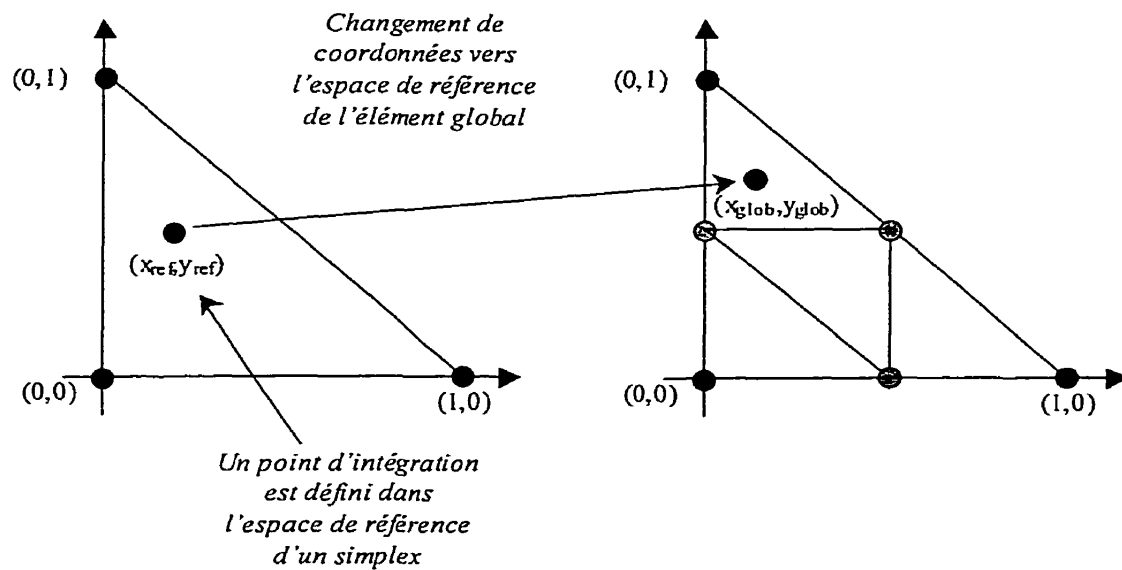 Changement de
coordonnées vers
l'espace de référence
de l'élément global
(0,1)
(x_ref,y_ref)
(0,0)
(1,0)
(0,1)
(x_glob,y_glob)
(0,0)
(1,0)
Un point d'intégration
est défini dans
l'espace de référence
d'un simplex